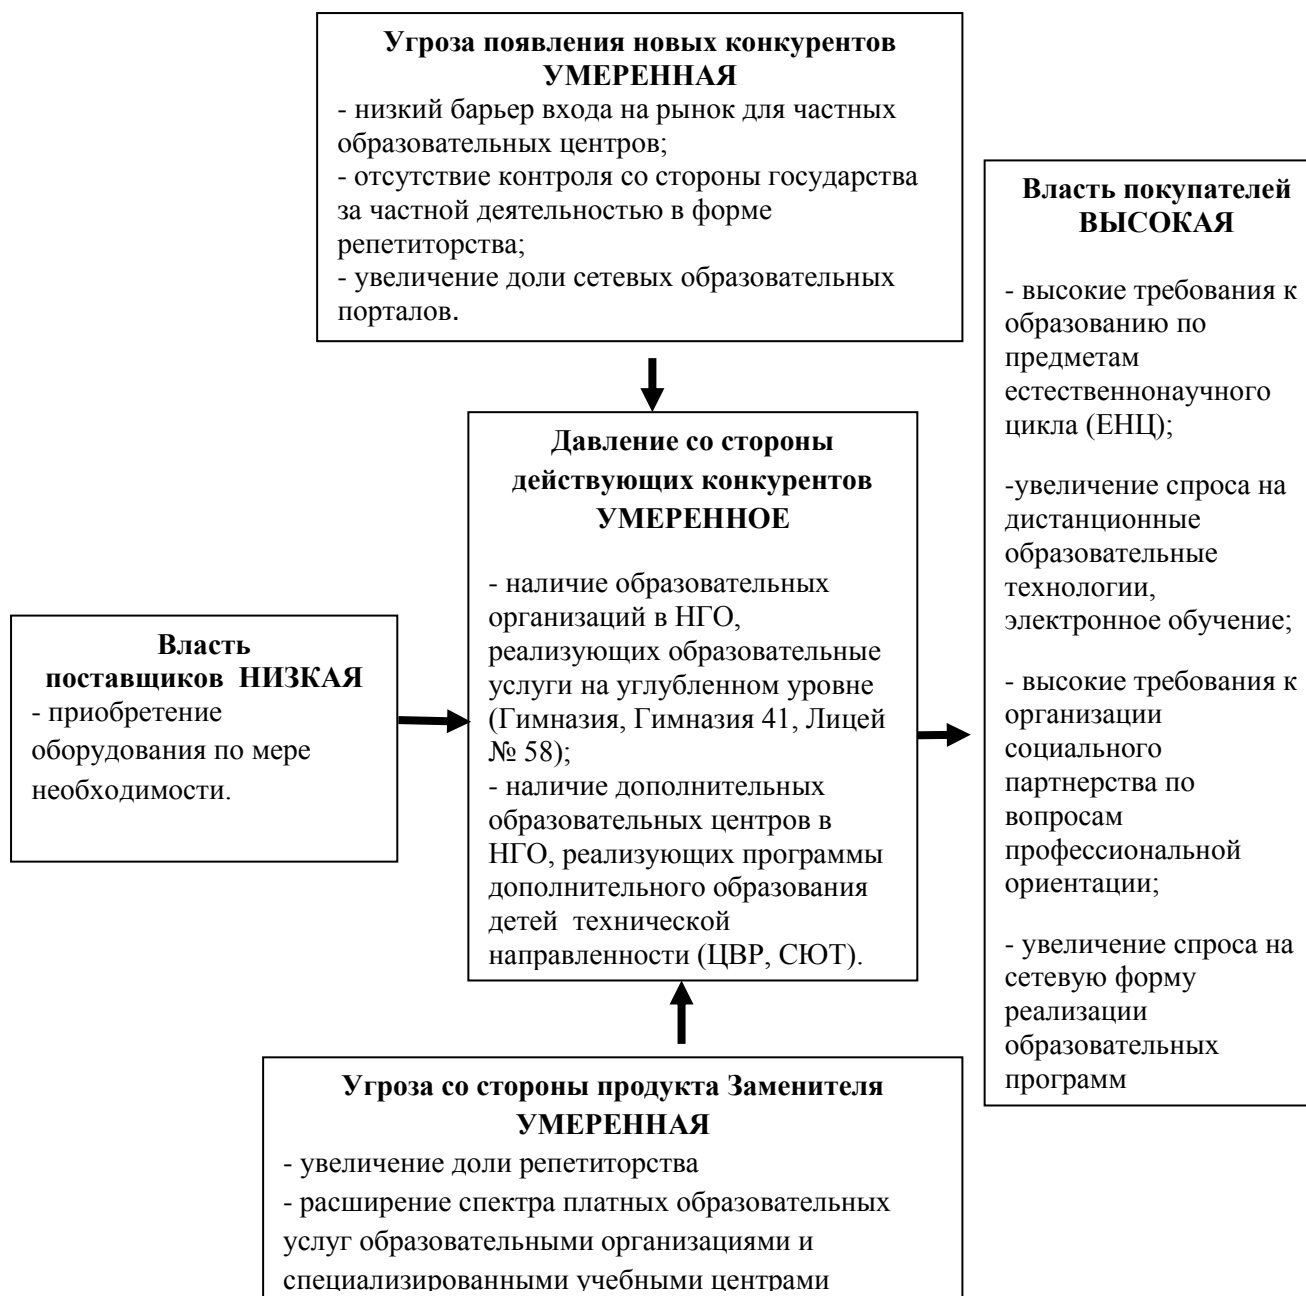 Угроза появления новых конкурентов
УМЕРЕННАЯ
- низкий барьер входа на рынок для частных
образовательных центров;
- отсутствие контроля со стороны государства
за частной деятельностью в форме
репетиторства;
- увеличение доли сетевых образовательных
порталов.
Власть покупателей
ВЫСОКАЯ
- высокие требования к
образованию по
предметам
естественнонаучного
цикла (ЕНЦ);
-увеличение спроса на
дистанционные
образовательные
технологии,
электронное обучение;
- высокие требования к
организации
социального
партнерства по
вопросам
профессиональной
ориентации;
- увеличение спроса на
сетевую форму
реализации
образовательных
программ
Давление со стороны
действующих конкурентов
УМЕРЕННОЕ
- наличие образовательных
организаций в НГО,
реализующих образовательные
услуги на углубленном уровне
(Гимназия, Гимназия 41, Лицей
№ 58);
- наличие дополнительных
образовательных центров в
НГО, реализующих программы
дополнительного образования
детей технической
направленности (ЦВР, СЮТ).
Власть
поставщиков НИЗКАЯ
- приобретение
оборудования по мере
необходимости.
Угроза со стороны продукта Заменителя
УМЕРЕННАЯ
- увеличение доли репетиторства
- расширение спектра платных образовательных
услуг образовательными организациями и
специализированными учебными центрами